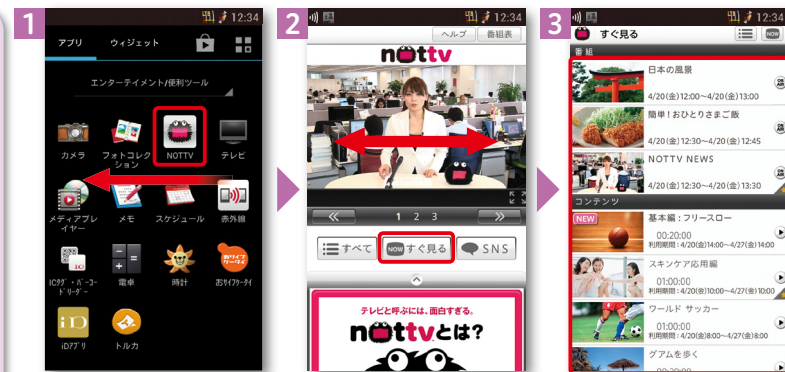 1
12:34
アプリ
ウィジェット
エンターテイメント/便利ツール
カメラ
フォトコレクション
NOTTV
テレビ
メディアプレイヤー
メモ
スケジュール
赤外線
ICタグ・バーコードリーダー
電卓
時計
おサイフケータイ
iD
iDアプリ
トルカ
2
12:34
ヘルプ
番組表
nottv
1 2 3
すべて
NOW すぐ見る
SNS
テレビと呼ぶには、面白すぎる。
nottvとは?
3
12:34
すぐ見る
NOW
番組
日本の風景
4/20(金)12:00～4/20(金)13:00
簡単!おひとりさまご飯
4/20(金)12:30～4/20(金)12:45
NOTTV NEWS
4/20(金)12:30～4/20(金)13:30
コンテンツ
NEW
基本編:フリースロー
00:20:00
利用期間:4/20(金)14:00～4/27(金)14:00
スキンケア応用編
01:00:00
利用期間:4/20(金)10:00～4/27(金)10:00
ワールド サッカー
01:00:00
利用期間:4/20(金)8:00～4/27(金)8:00
グアムを歩く